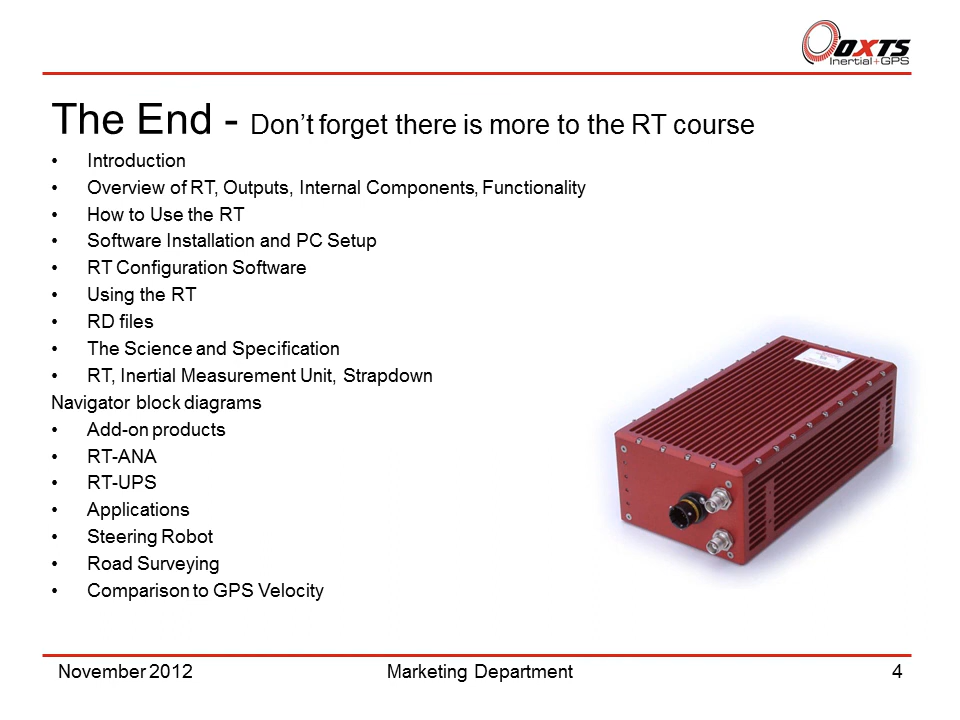 OXTS
Inertial+GPS
The End - Don’t forget there is more to the RT course
• Introduction
• Overview of RT, Outputs, Internal Components, Functionality
• How to Use the RT
• Software Installation and PC Setup
• RT Configuration Software
• Using the RT
• RD files
• The Science and Specification
• RT, Inertial Measurement Unit, Strapdown
Navigator block diagrams
• Add-on products
• RT-ANA
• RT-UPS
• Applications
• Steering Robot
• Road Surveying
• Comparison to GPS Velocity
November 2012
Marketing Department
4